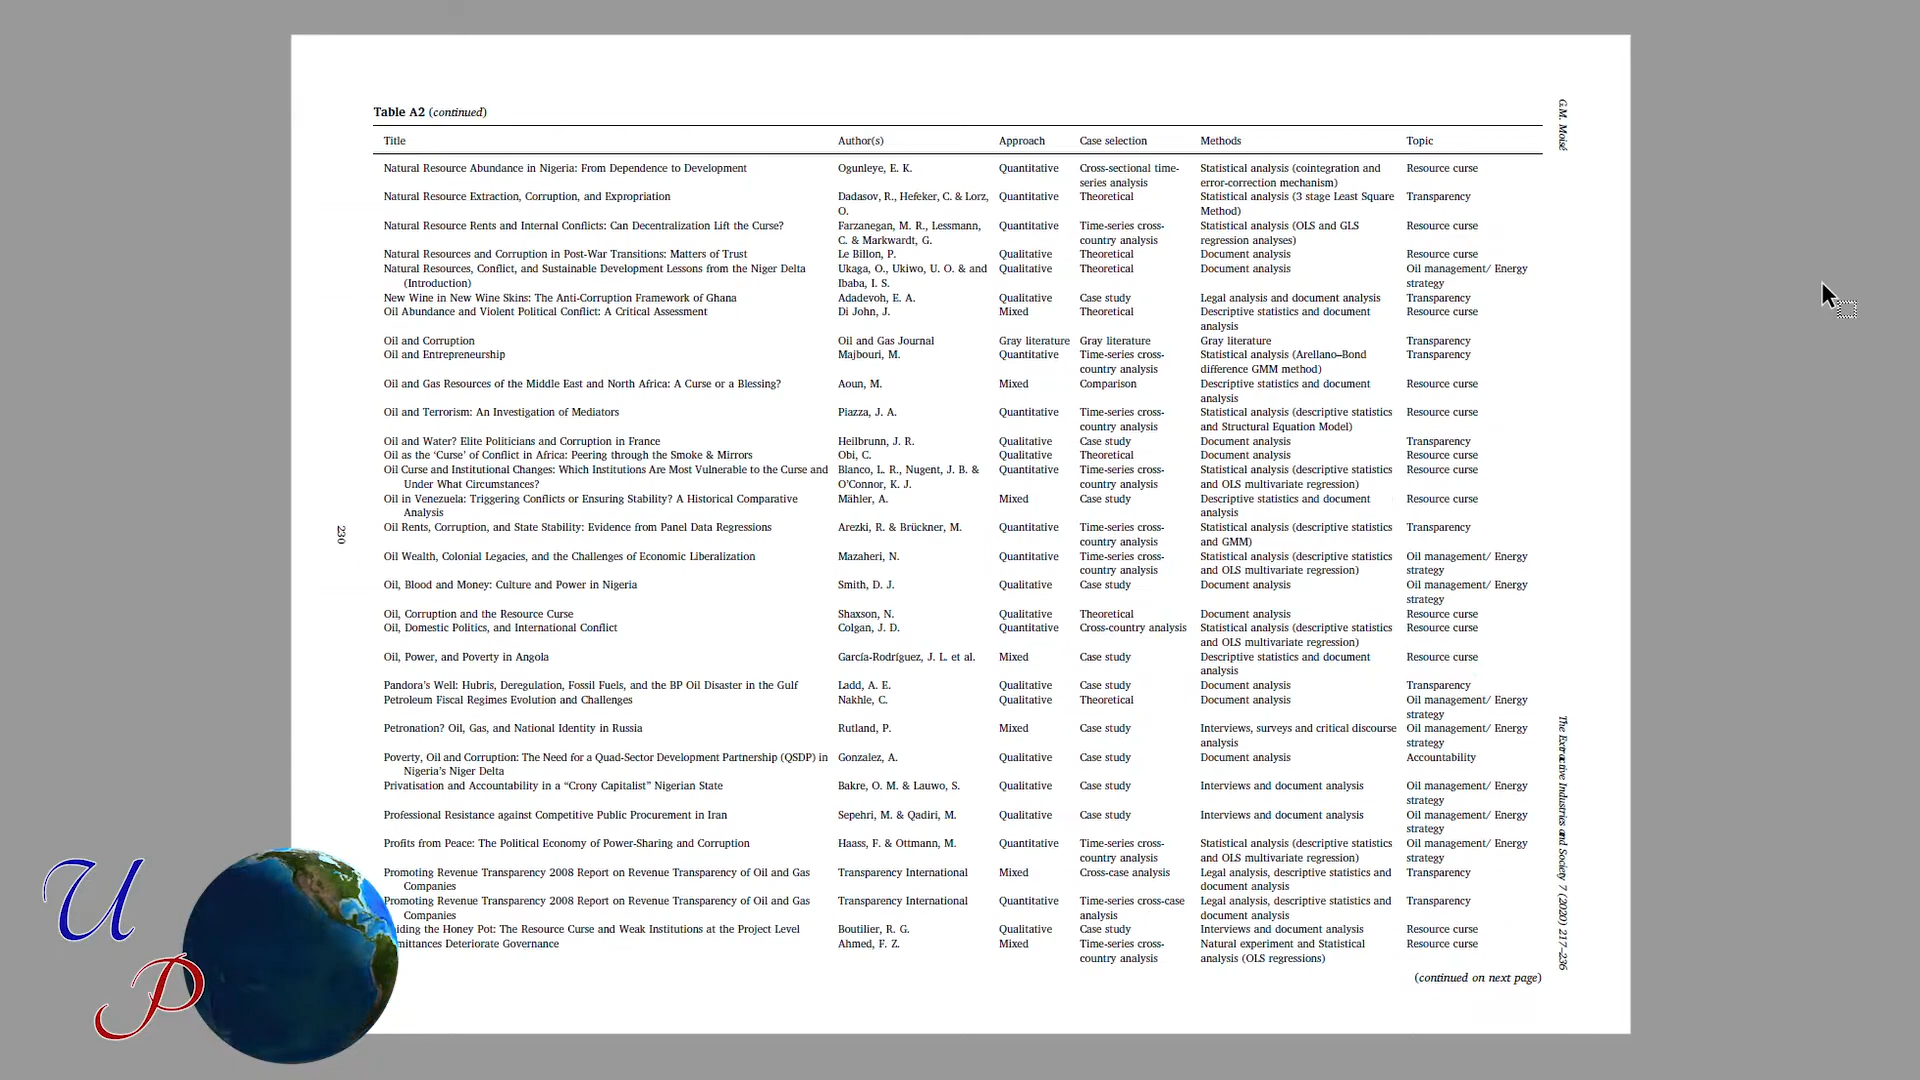 Table A2 (continued)
Title Author(s) Approach Case selection Methods Topic
Natural Resource Abundance in Nigeria: From Dependence to Development Ogunleye, E. K. Quantitative Cross-sectional time- Statistical analysis (cointegration and Resource curse
series analysis error-correction mechanism)
Natural Resource Extraction, Corruption, and Expropriation Dadasov, R., Hefeker, C. & Lorz, Quantitative Theoretical Statistical analysis (3 stage Least Square Transparency
O. Method)
Natural Resource Rents and Internal Conflicts: Can Decentralization Lift the Curse? Farzanegan, M. R., Lessmann, Quantitative Time-series cross- Statistical analysis (OLS and GLS Resource curse
C. & Markwardt, G. country analysis regression analyses)
Natural Resources and Corruption in Post-War Transitions: Matters of Trust Le Billon, P. Qualitative Theoretical Document analysis Resource curse
Natural Resources, Conflict, and Sustainable Development Lessons from the Niger Delta Ukaga, O., Ukiwo, U. O. & and Qualitative Theoretical Document analysis Oil management/ Energy
(Introduction) Ibaba, I. S. strategy
New Wine in New Wine Skins: The Anti-Corruption Framework of Ghana Adadevoh, E. A. Qualitative Case study Legal analysis and document analysis Transparency
Oil Abundance and Violent Political Conflict: A Critical Assessment Di John, J. Mixed Theoretical Descriptive statistics and document Resource curse
analysis
Oil and Corruption Oil and Gas Journal Gray literature Gray literature Gray literature Transparency
Oil and Entrepreneurship Majbouri, M. Quantitative Time-series cross- Statistical analysis (Arellano–Bond Transparency
country analysis difference GMM method)
Oil and Gas Resources of the Middle East and North Africa: A Curse or a Blessing? Aoun, M. Mixed Comparison Descriptive statistics and document Resource curse
analysis
Oil and Terrorism: An Investigation of Mediators Piazza, J. A. Quantitative Time-series cross- Statistical analysis (descriptive statistics Resource curse
country analysis and Structural Equation Model)
Oil and Water? Elite Politicians and Corruption in France Heilbrunn, J. R. Qualitative Case study Document analysis Transparency
Oil as the ‘Curse’ of Conflict in Africa: Peering through the Smoke & Mirrors Obi, C. Qualitative Theoretical Document analysis Resource curse
Oil Curse and Institutional Changes: Which Institutions Are Most Vulnerable to the Curse and Blanco, L. R., Nugent, J. B. & Quantitative Time-series cross- Statistical analysis (descriptive statistics Resource curse
Under What Circumstances? O’Connor, K. J. country analysis and OLS multivariate regression)
Oil in Venezuela: Triggering Conflicts or Ensuring Stability? A Historical Comparative Mähler, A. Mixed Case study Descriptive statistics and document Resource curse
Analysis analysis
Oil Rents, Corruption, and State Stability: Evidence from Panel Data Regressions Arezki, R. & Brückner, M. Quantitative Time-series cross- Statistical analysis (descriptive statistics Transparency
country analysis and GMM)
Oil Wealth, Colonial Legacies, and the Challenges of Economic Liberalization Mazaheri, N. Quantitative Time-series cross- Statistical analysis (descriptive statistics Oil management/ Energy
country analysis and OLS multivariate regression) strategy
Oil, Blood and Money: Culture and Power in Nigeria Smith, D. J. Qualitative Case study Document analysis Oil management/ Energy
strategy
Oil, Corruption and the Resource Curse Shaxson, N. Qualitative Theoretical Document analysis Resource curse
Oil, Domestic Politics, and International Conflict Colgan, J. D. Quantitative Cross-country analysis Statistical analysis (descriptive statistics Resource curse
and OLS multivariate regression)
Oil, Power, and Poverty in Angola García-Rodríguez, J. L. et al. Mixed Case study Descriptive statistics and document Resource curse
analysis
Pandora’s Well: Hubris, Deregulation, Fossil Fuels, and the BP Oil Disaster in the Gulf Ladd, A. E. Qualitative Case study Document analysis Transparency
Petroleum Fiscal Regimes Evolution and Challenges Nakhle, C. Qualitative Theoretical Document analysis Oil management/ Energy
strategy
Petronation? Oil, Gas, and National Identity in Russia Rutland, P. Mixed Case study Interviews, surveys and critical discourse Oil management/ Energy
analysis strategy
Poverty, Oil and Corruption: The Need for a Quad-Sector Development Partnership (QSDP) in Gonzalez, A. Qualitative Case study Document analysis Accountability
Nigeria’s Niger Delta
Privatisation and Accountability in a “Crony Capitalist” Nigerian State Bakre, O. M. & Lauwo, S. Qualitative Case study Interviews and document analysis Oil management/ Energy
strategy
Professional Resistance against Competitive Public Procurement in Iran Sepehri, M. & Qadiri, M. Qualitative Case study Interviews and document analysis Oil management/ Energy
strategy
Profits from Peace: The Political Economy of Power-Sharing and Corruption Haass, F. & Ottmann, M. Quantitative Time-series cross- Statistical analysis (descriptive statistics Oil management/ Energy
country analysis and OLS multivariate regression) strategy
Promoting Revenue Transparency 2008 Report on Revenue Transparency of Oil and Gas Transparency International Mixed Cross-case analysis Legal analysis, descriptive statistics and Transparency
Companies document analysis
Promoting Revenue Transparency 2008 Report on Revenue Transparency of Oil and Gas Transparency International Quantitative Time-series cross-case Legal analysis, descriptive statistics and Transparency
Companies analysis document analysis
the Honey Pot: The Resource Curse and Weak Institutions at the Project Level Boutilier, R. G. Qualitative Case study Interviews and document analysis Resource curse
Deteriorate Governance Ahmed, F. Z. Mixed Time-series cross- Natural experiment and Statistical Resource curse
country analysis analysis (OLS regressions)
(continued on next page)
G.M. Moisé
The Extractive Industries and Society 7 (2020) 217–236
230
U
P